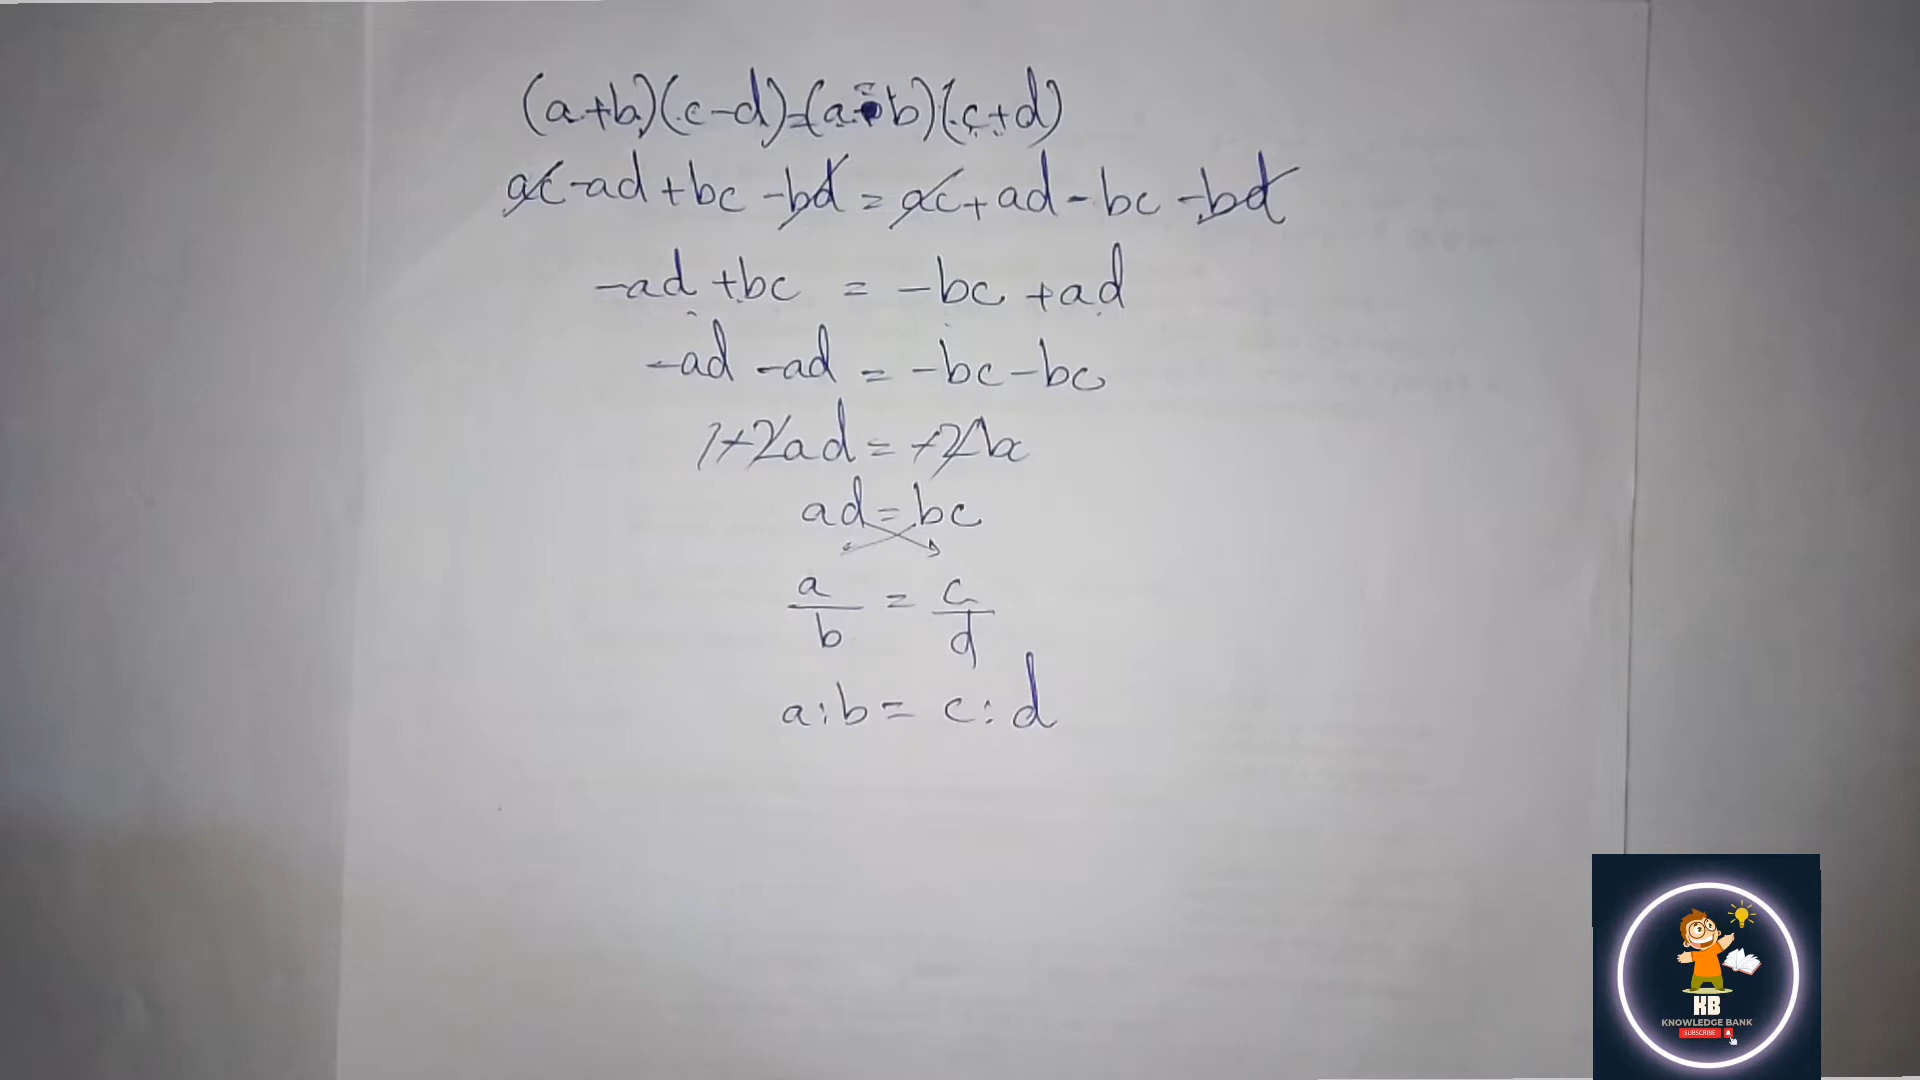 (a+b)(c-d)=(a-b)(c+d)
ac-ad+bc-bd=ac+ad-bc-bd
-ad+bc = -bc+ad
-ad-ad=-bc-bc
-2ad=-2bc
ad=bc
a/b = c/d
a:b= c:d
KB
KNOWLEDGE BANK
SUBSCRIBE